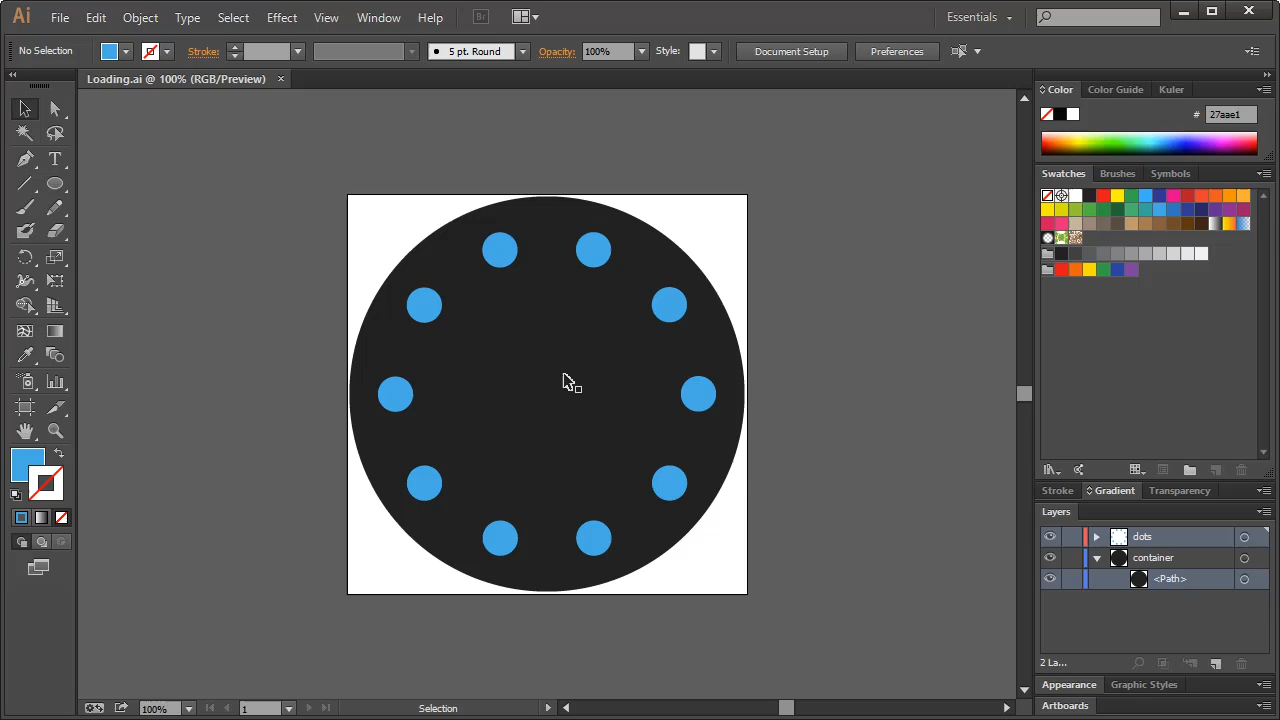 Ai File Edit Object Type Select Effect View Window Help Br Essentials
No Selection Stroke: 5 pt. Round Opacity: 100% Style: Document Setup Preferences
Loading.ai @ 100% (RGB/Preview)
Color Color Guide Kuler
# 27aae1
Swatches Brushes Symbols
Stroke Gradient Transparency
Layers
dots
container
<Path>
2 La...
Appearance Graphic Styles
Artboards
100% 1 Selection